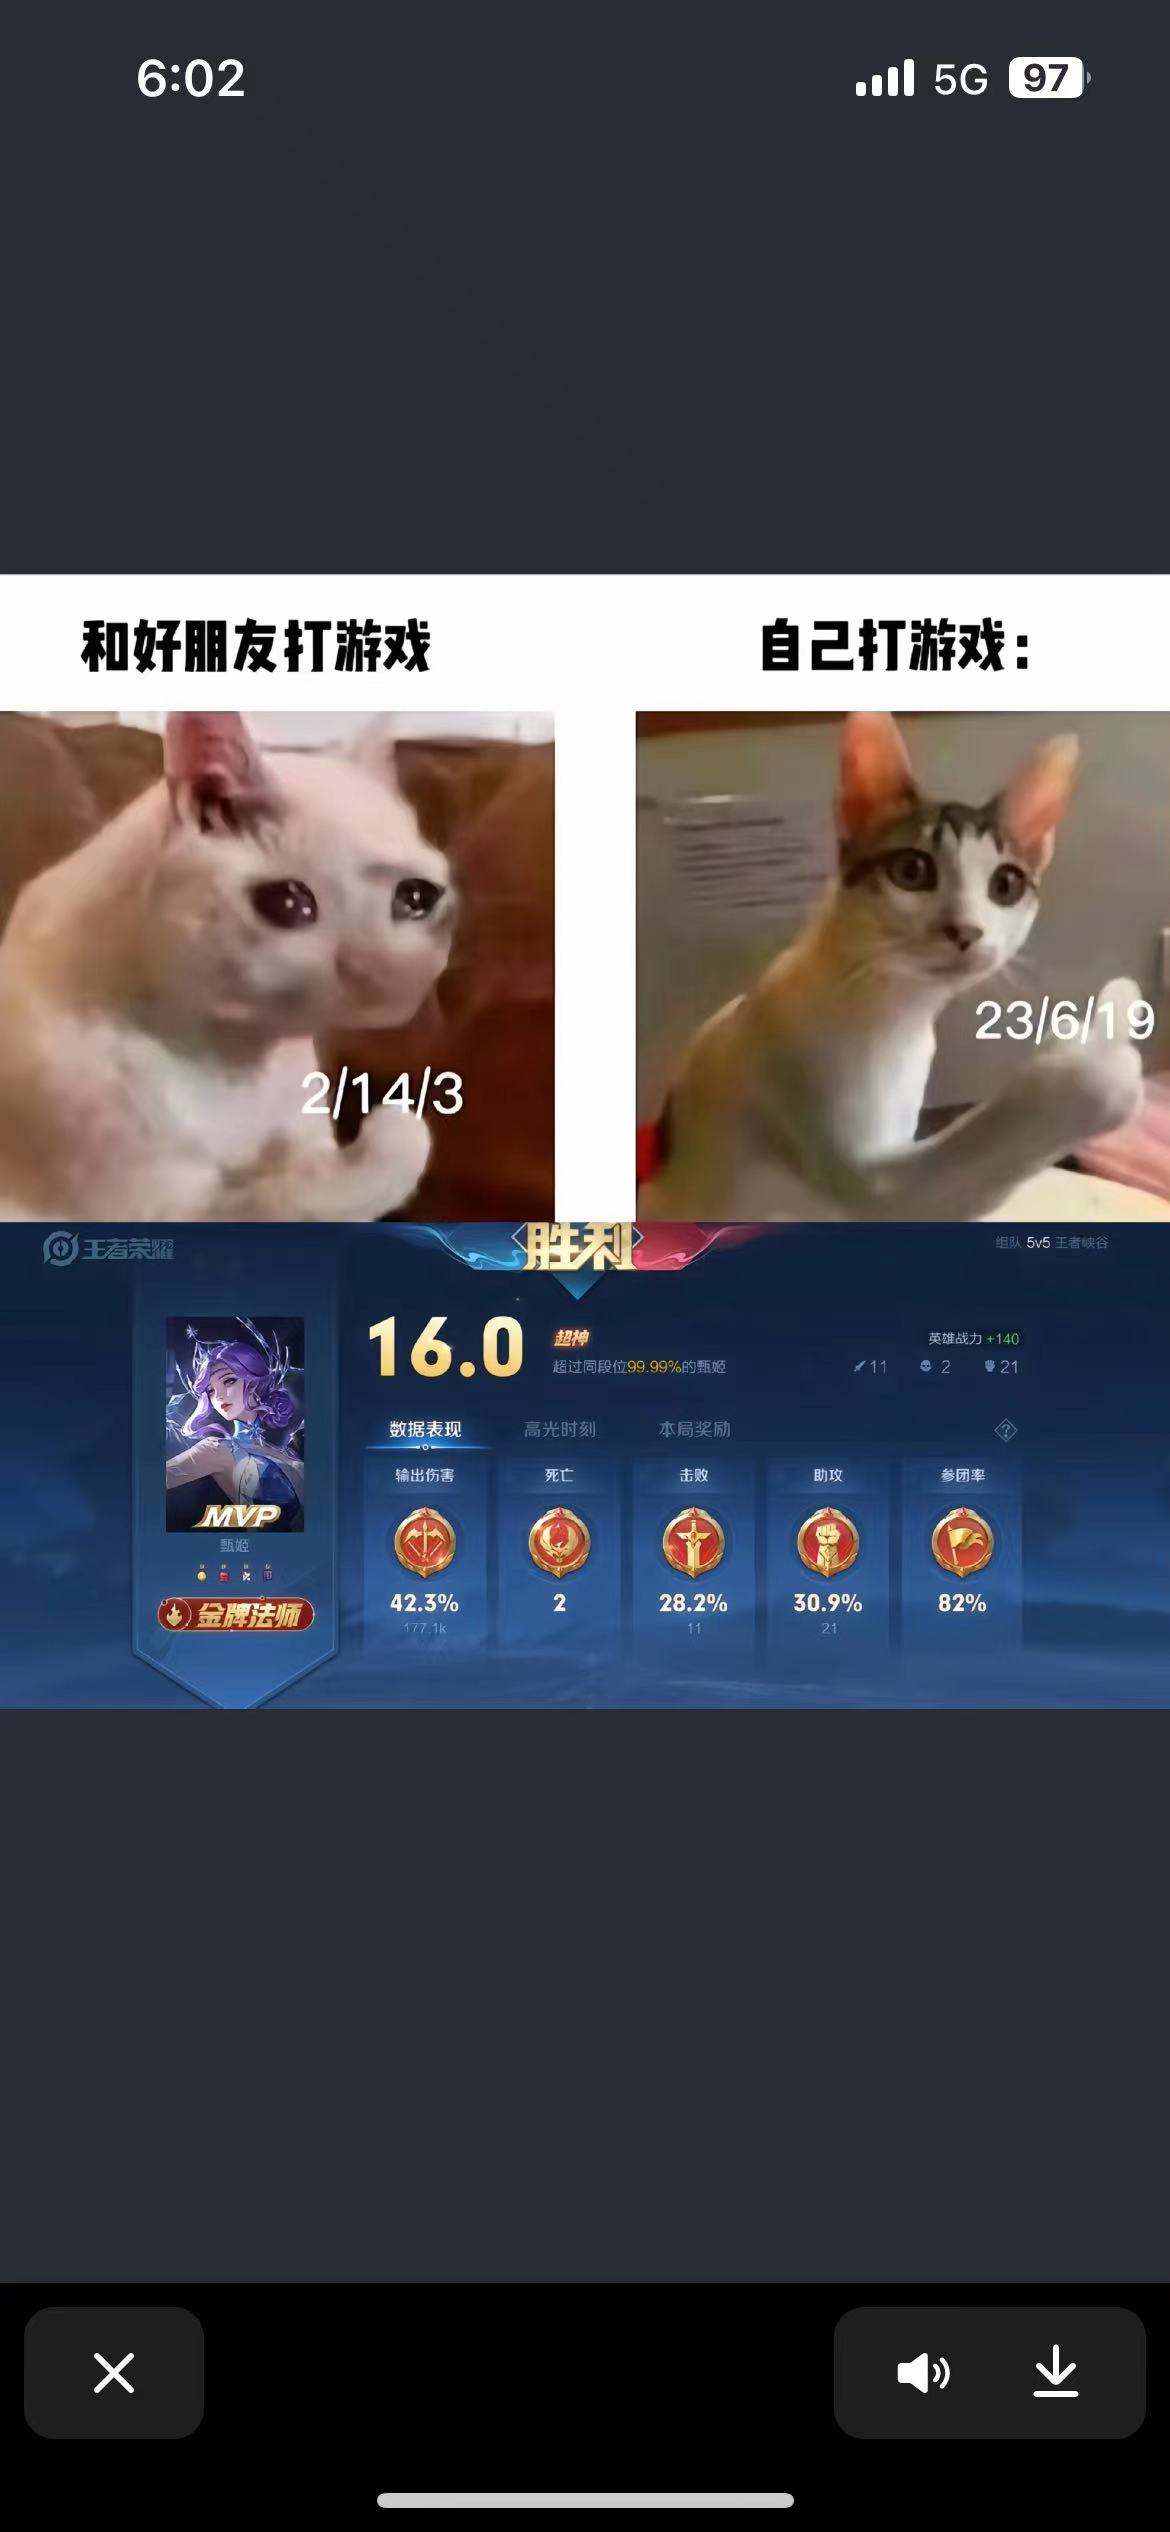 6:02
5G 97
和好朋友打游戏
自己打游戏：
23/6/19
2/14/3
王者荣耀
胜利
组队 5v5 王者峡谷
16.0
超神
英雄战力 +140
超过同段位99.99%的甄姬
11 2 21
数据表现 高光时刻 本局奖励
?
输出伤害 死亡 击败 助攻 参团率
MVP
甄姬
42.3% 2 28.2% 30.9% 82%
金牌法师
177.1k 11 21